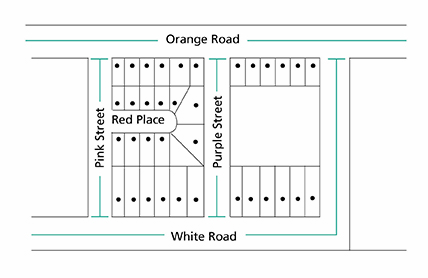 Orange Road
Pink Street
Red Place
Purple Street
White Road